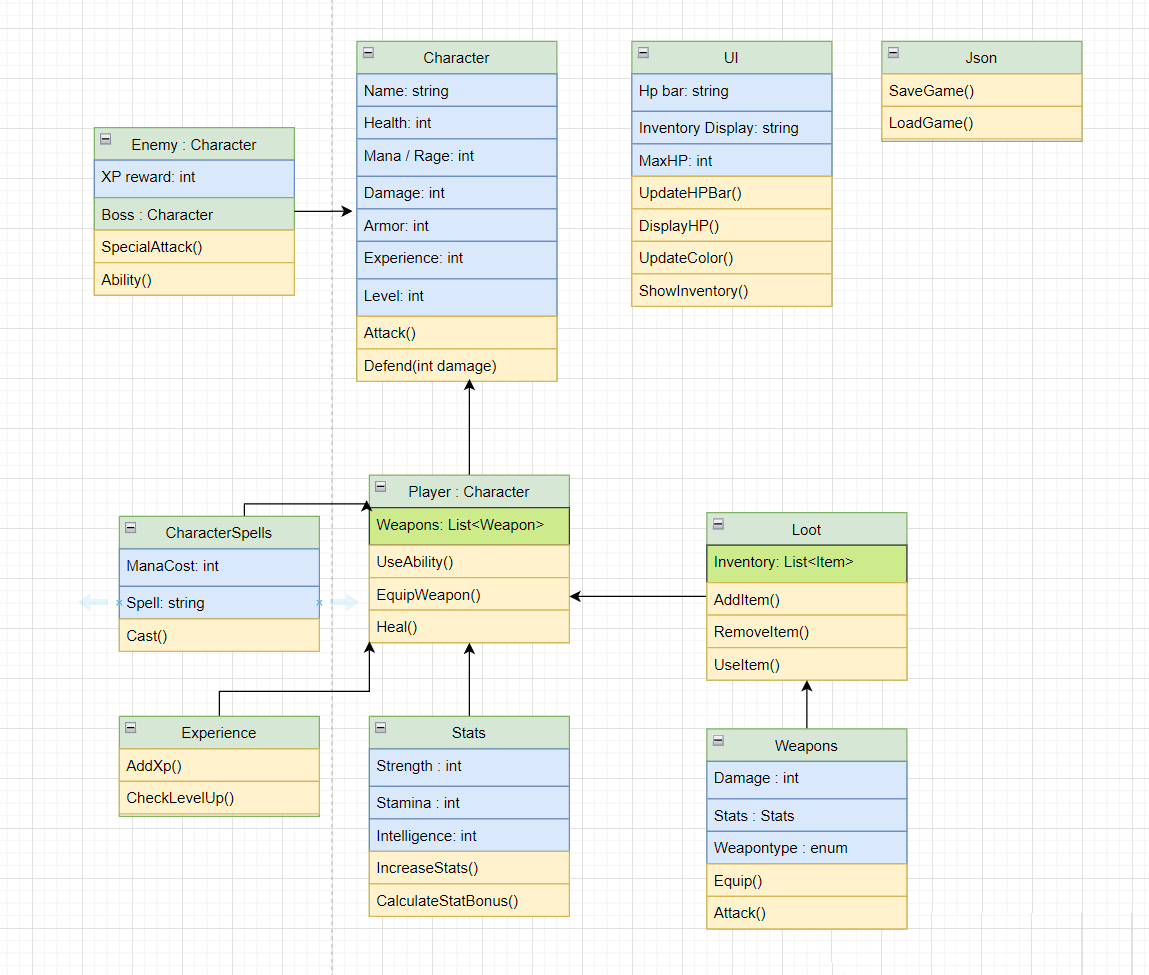 Character
Name: string
Health: int
Mana / Rage: int
Damage: int
Armor: int
Experience: int
Level: int
Attack()
Defend(int damage)
UI
Hp bar: string
Inventory Display: string
MaxHP: int
UpdateHPBar()
DisplayHP()
UpdateColor()
ShowInventory()
Json
SaveGame()
LoadGame()
Enemy : Character
XP reward: int
Boss : Character
SpecialAttack()
Ability()
Player : Character
Weapons: List<Weapon>
UseAbility()
EquipWeapon()
Heal()
CharacterSpells
ManaCost: int
Spell: string
Cast()
Loot
Inventory: List<Item>
AddItem()
RemoveItem()
UseItem()
Experience
AddXp()
CheckLevelUp()
Stats
Strength : int
Stamina : int
Intelligence: int
IncreaseStats()
CalculateStatBonus()
Weapons
Damage : int
Stats : Stats
Weapontype : enum
Equip()
Attack()